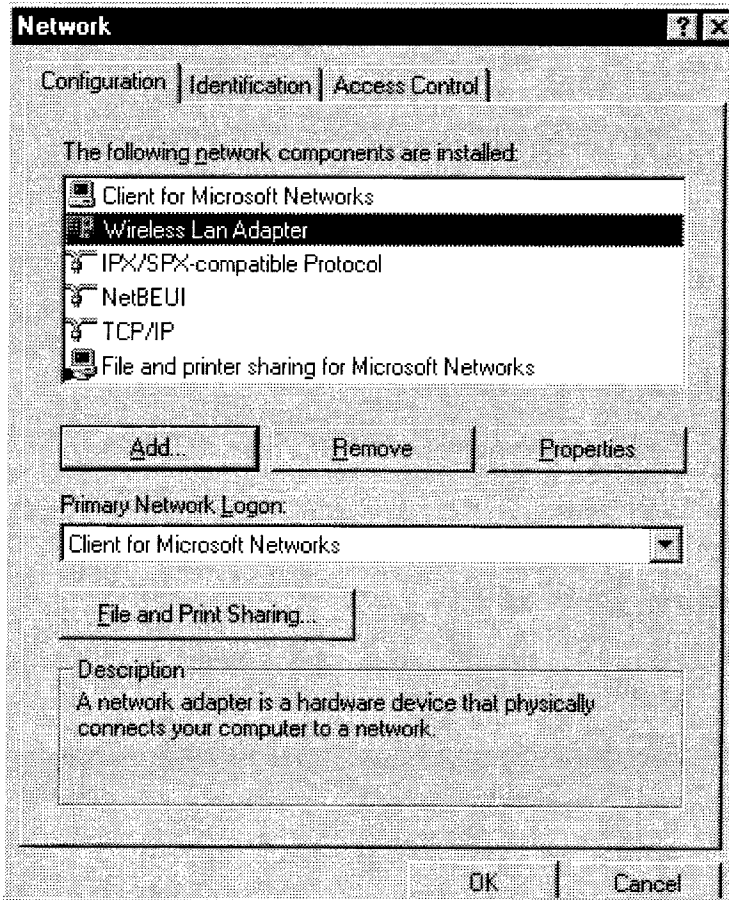 Network
Configuration Identification Access Control
The following network components are installed:
Client for Microsoft Networks
Wireless Lan Adapter
IPX/SPX-compatible Protocol
NetBEUI
TCP/IP
File and printer sharing for Microsoft Networks
Add... Remove Properties
Primary Network Logon:
Client for Microsoft Networks
File and Print Sharing...
Description
A network adapter is a hardware device that physically
connects your computer to a network.
OK Cancel